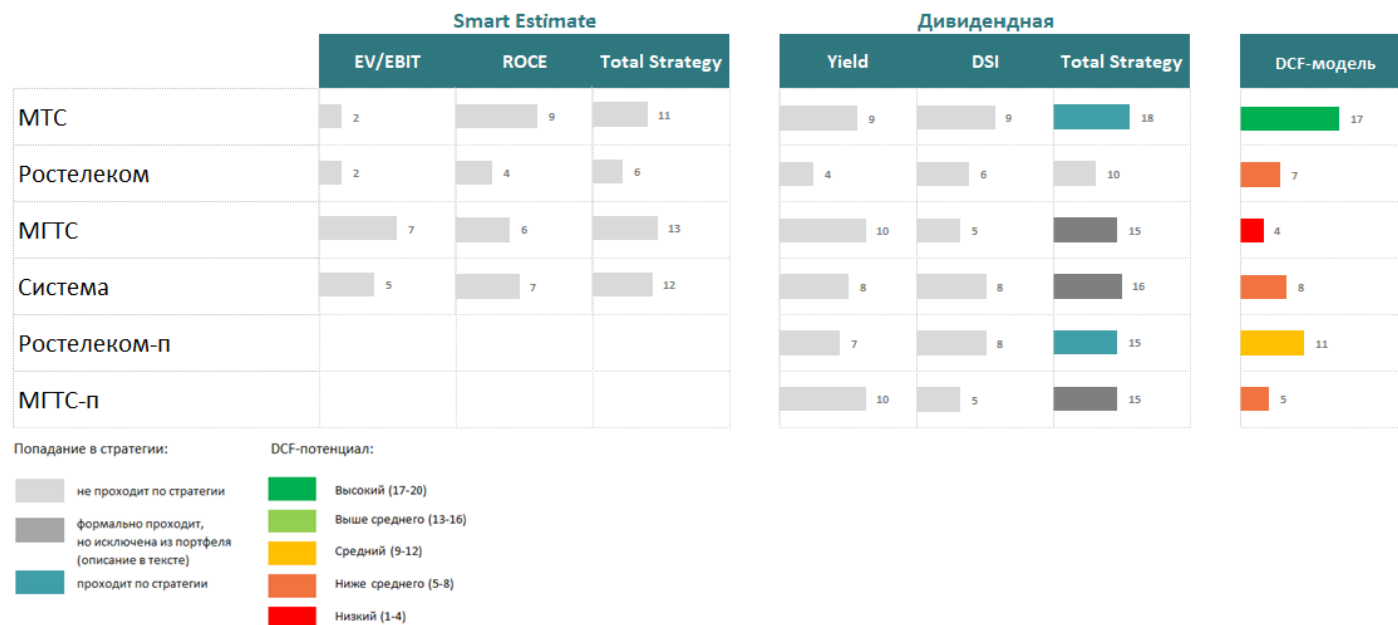 Smart Estimate Дивидендная
EV/EBIT ROCE Total Strategy Yield DSI Total Strategy DCF-модель
МТС 2 9 11 9 9 18 17
Ростелеком 2 4 6 4 6 10 7
МГТС 7 6 13 10 5 15 4
Система 5 7 12 8 8 16 8
Ростелеком-п 7 8 15 11
МГТС-п 10 5 15 5
Попадание в стратегии: DCF-потенциал:
не проходит по стратегии Высокий (17-20)
формально проходит, Выше среднего (13-16)
но исключена из портфеля
(описание в тексте) Средний (9-12)
проходит по стратегии Ниже среднего (5-8)
Низкий (1-4)